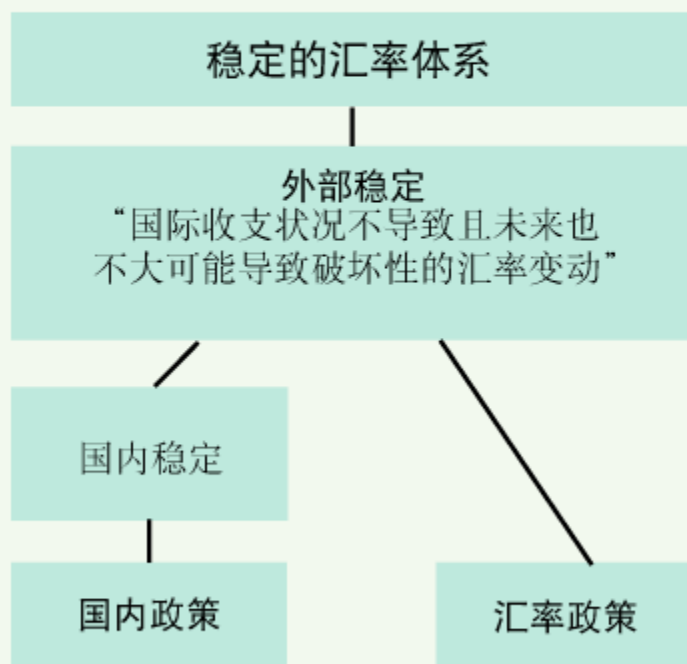 稳定的汇率体系
外部稳定
“国际收支状况不导致且未来也
不大可能导致破坏性的汇率变动”
国内稳定
国内政策
汇率政策